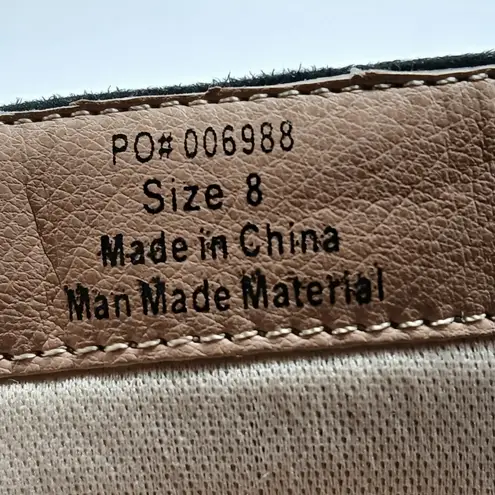 PO# 006988
Size 8
Made in China
Man Made Material